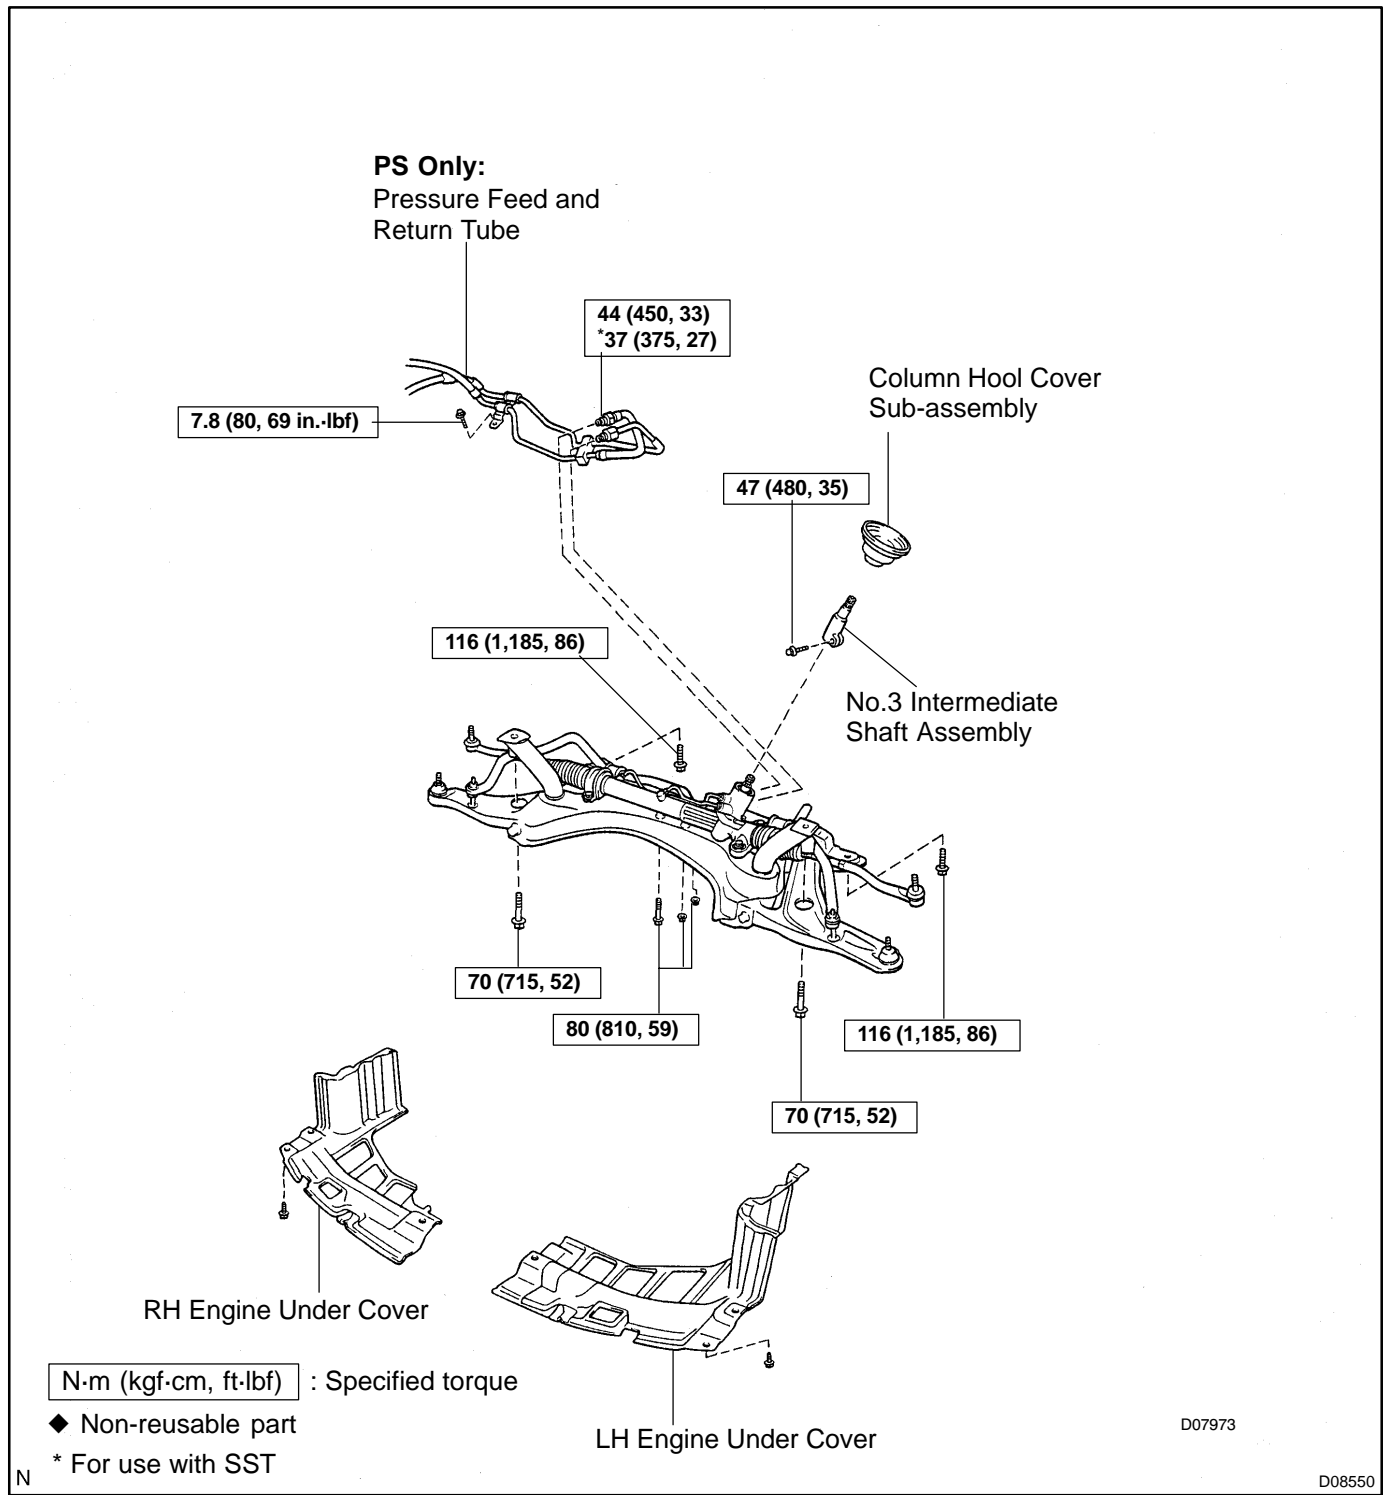 PS Only:
Pressure Feed and
Return Tube
44 (450, 33)
*37 (375, 27)
Column Hool Cover
Sub-assembly
7.8 (80, 69 in.·lbf)
47 (480, 35)
116 (1,185, 86)
No.3 Intermediate
Shaft Assembly
70 (715, 52)
80 (810, 59)
116 (1,185, 86)
70 (715, 52)
RH Engine Under Cover
LH Engine Under Cover
N·m (kgf·cm, ft·lbf) : Specified torque
◆ Non-reusable part
* For use with SST
D07973
N
D08550